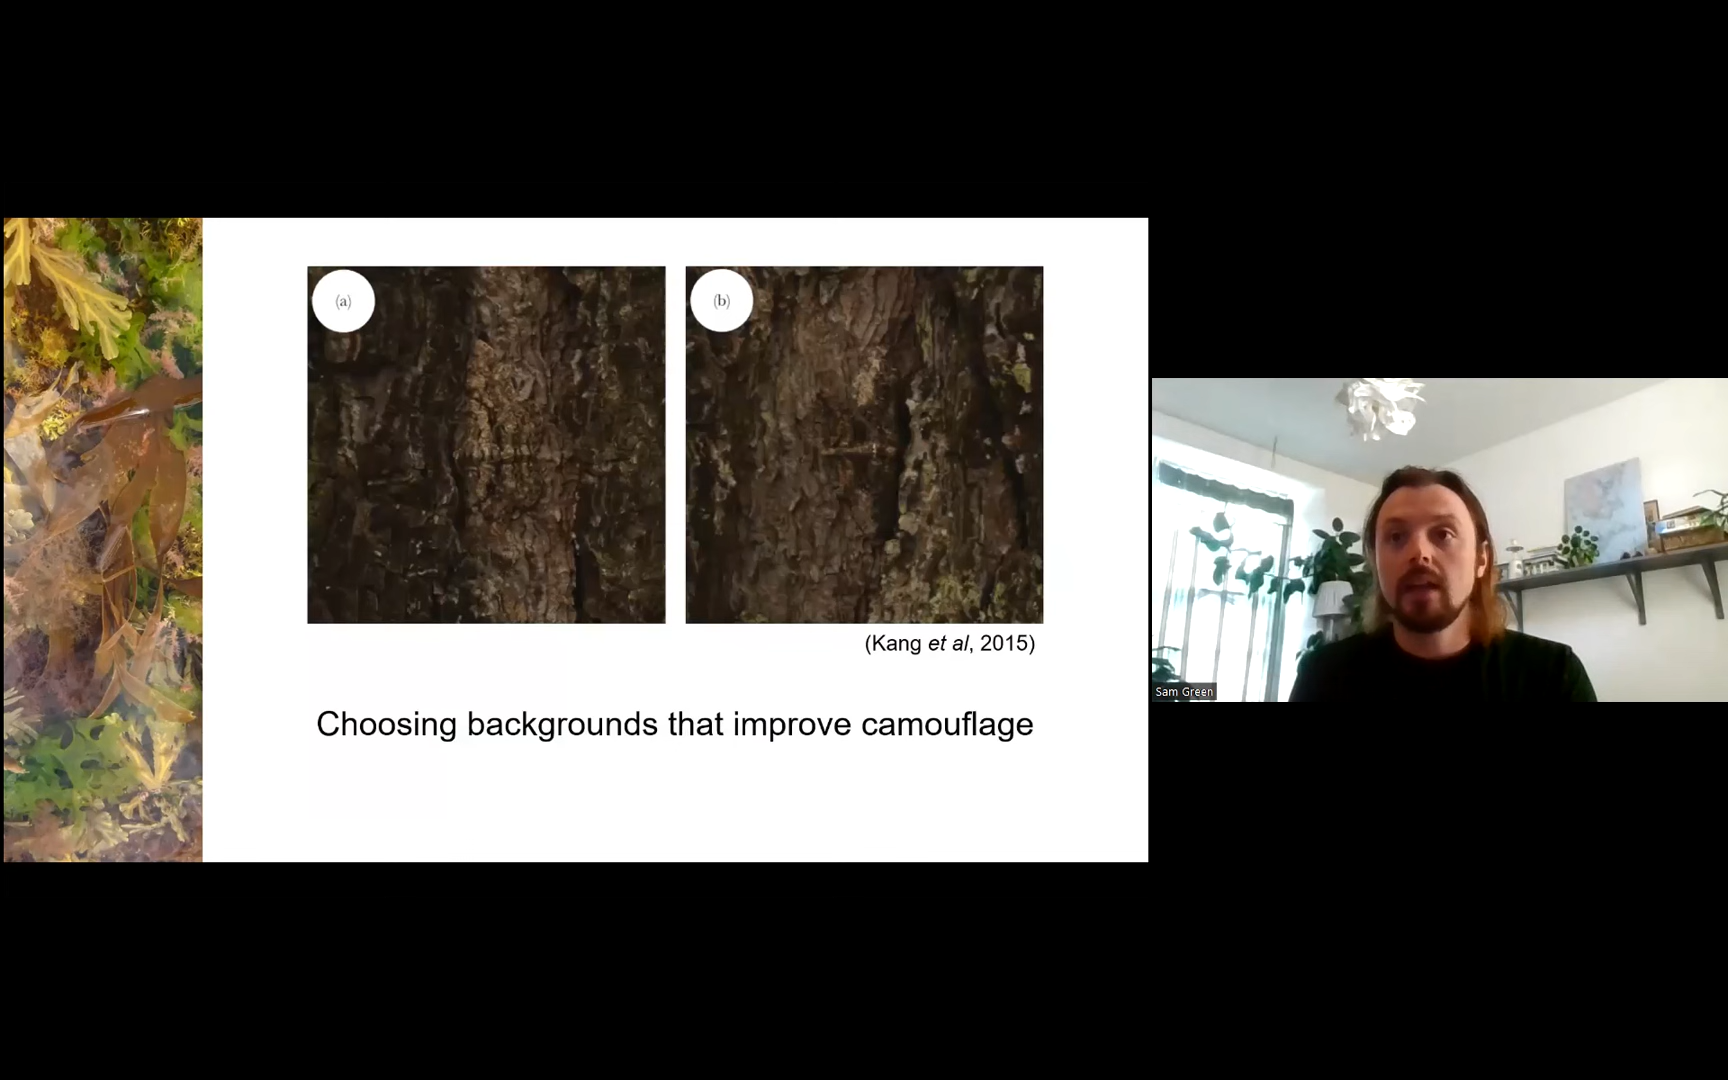 (a)
(b)
(Kang et al, 2015)
Choosing backgrounds that improve camouflage
Sam Green